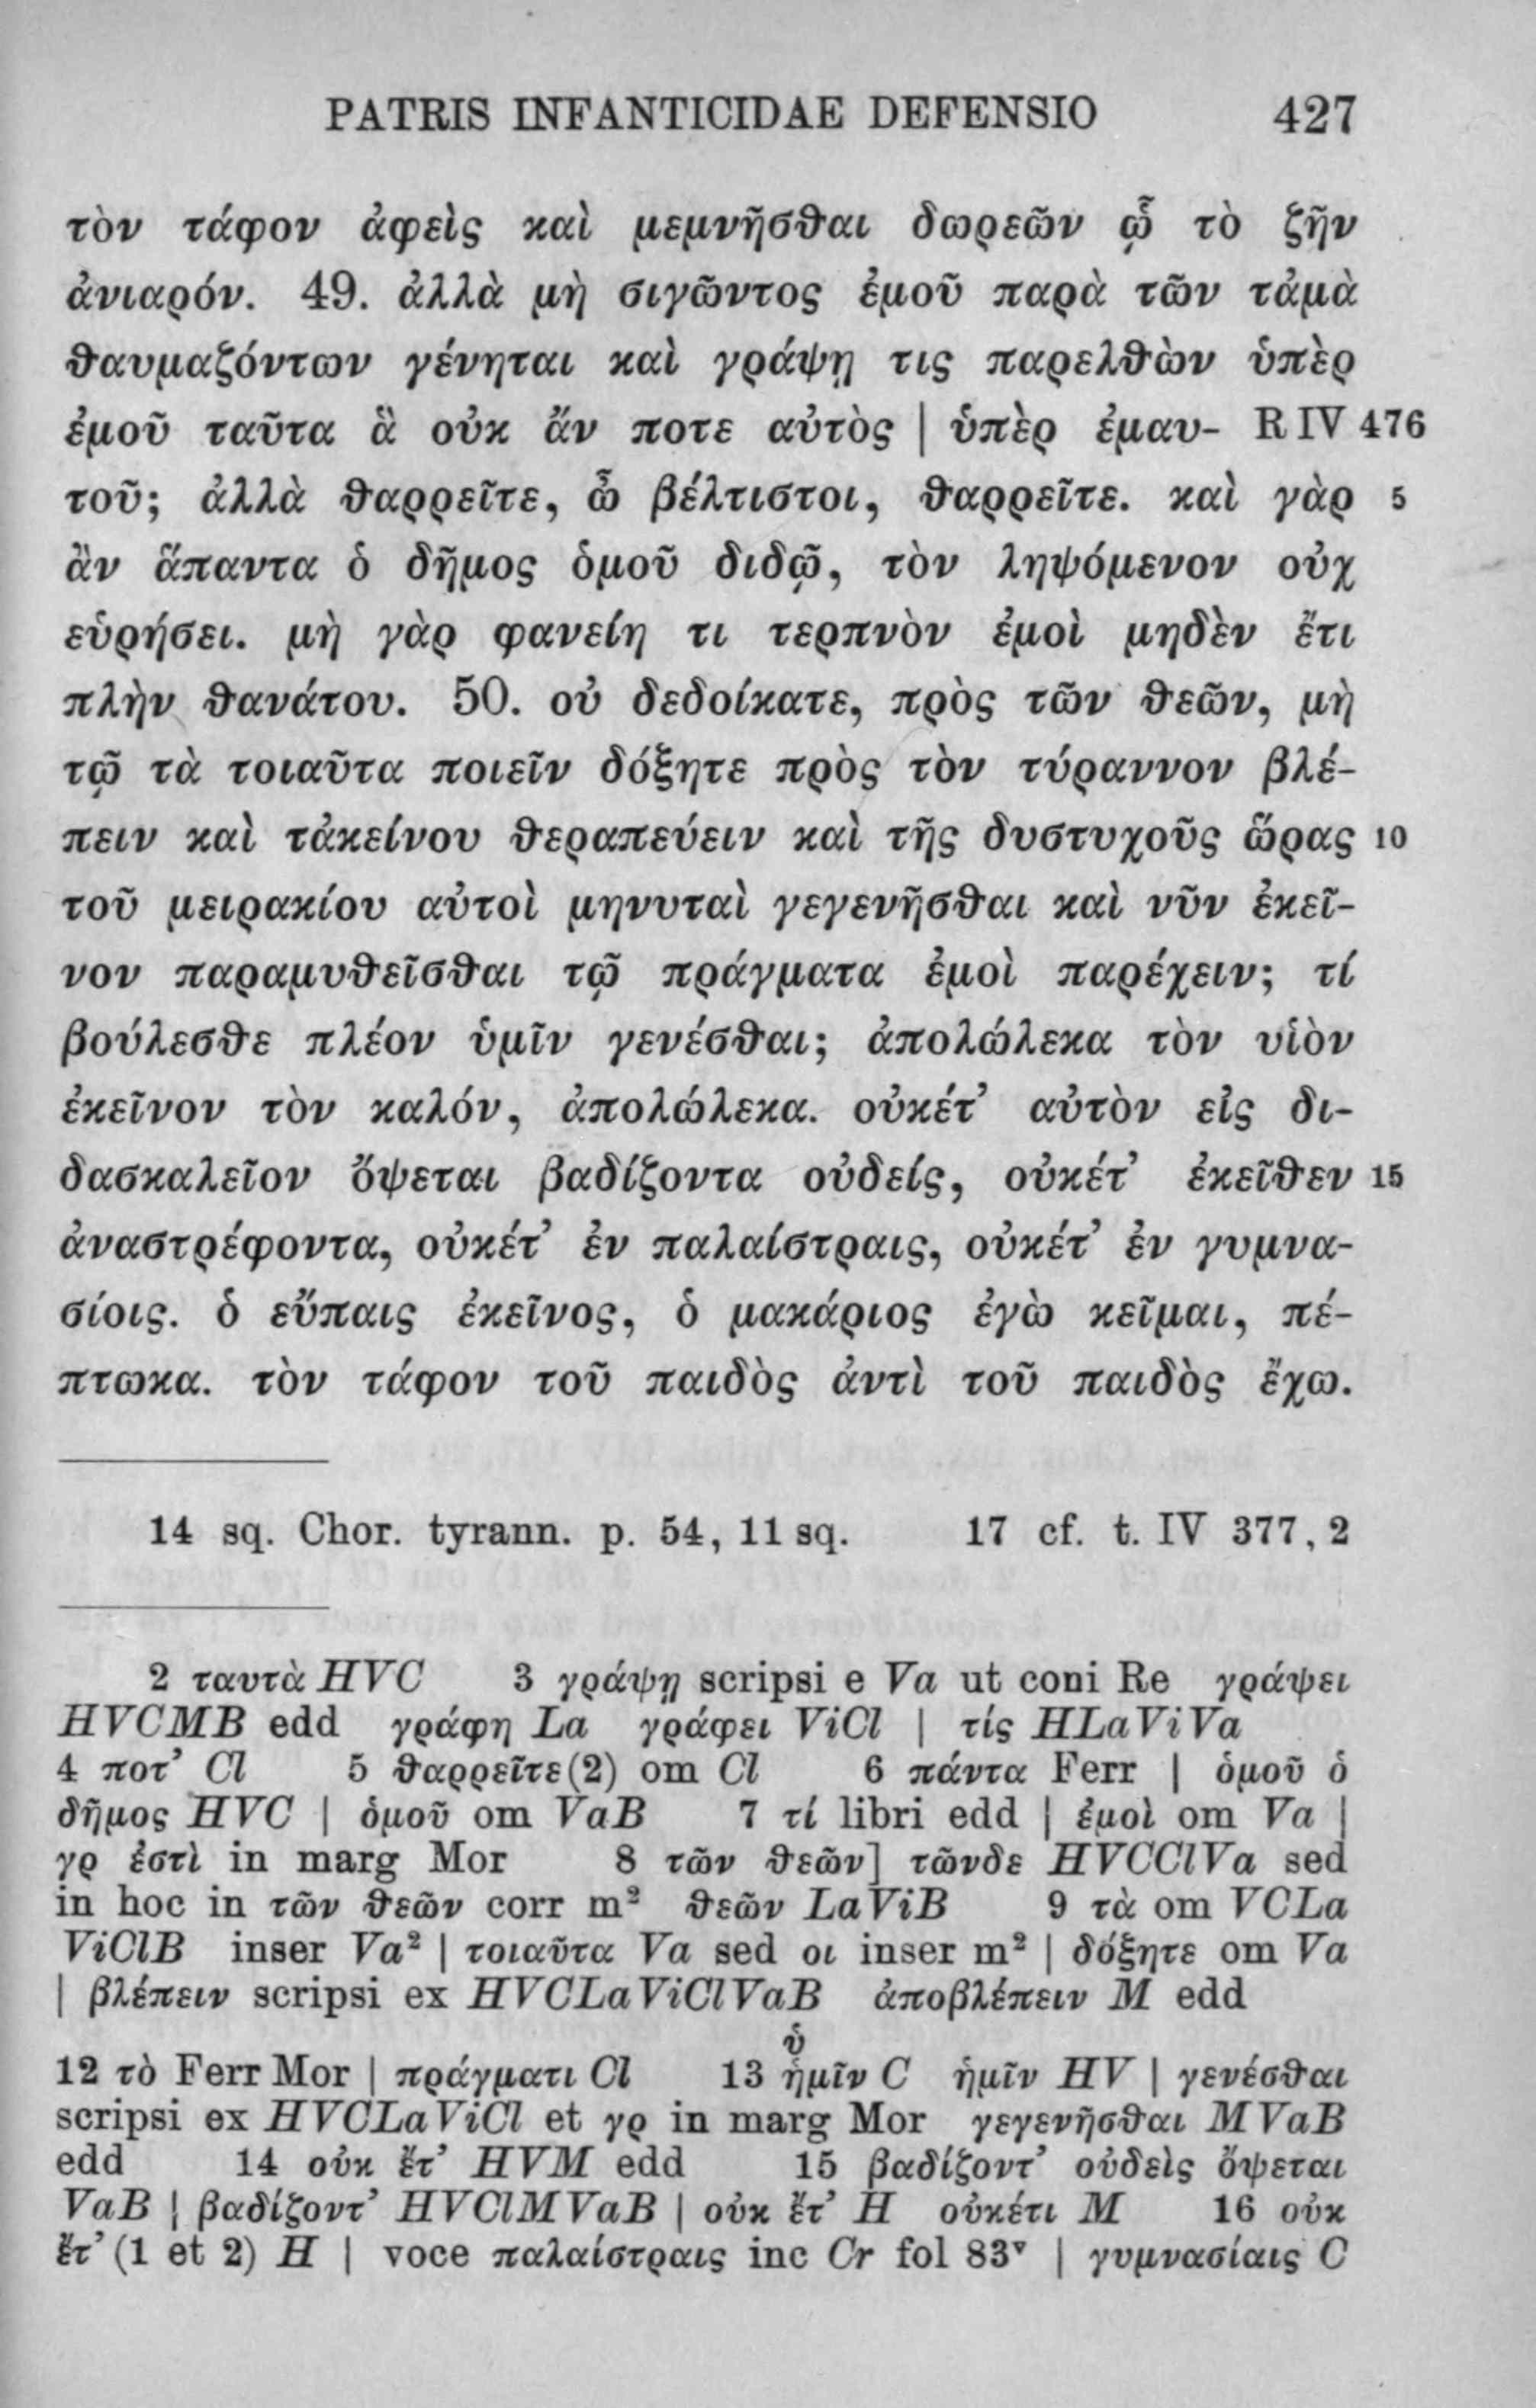 PATRIS INFANTICIDAE DEFENSIO 427
τὸν τάφον ἀφεὶς καὶ μεμνῆσθαι δωρεῶν ᾧ τὸ ζῆν
ἀνιαρόν. 49. ἀλλὰ μὴ σιγῶντος ἐμοῦ παρὰ τῶν τἀμὰ
θαυμαζόντων γένηται καὶ γράψῃ τις παρελθὼν ὑπὲρ
ἐμοῦ ταῦτα ἃ οὐκ ἄν ποτε αὐτὸς | ὑπὲρ ἐμαυ- R IV 476
τοῦ; ἀλλὰ θαρρεῖτε, ὦ βέλτιστοι, θαρρεῖτε. καὶ γὰρ 5
ἂν ἅπαντα ὁ δῆμος ὁμοῦ διδῷ, τὸν ληψόμενον οὐχ
εὑρήσει. μὴ γὰρ φανείη τι τερπνὸν ἐμοὶ μηδὲν ἔτι
πλὴν θανάτου. 50. οὐ δεδοίκατε, πρὸς τῶν θεῶν, μὴ
τῷ τὰ τοιαῦτα ποιεῖν δόξητε πρὸς τὸν τύραννον βλέ-
πειν καὶ τἀκείνου θεραπεύειν καὶ τῆς δυστυχοῦς ὥρας 10
τοῦ μειρακίου αὐτοὶ μηνυταὶ γεγενῆσθαι καὶ νῦν ἐκεῖ-
νον παραμυθεῖσθαι τῷ πράγματα ἐμοὶ παρέχειν; τί
βούλεσθε πλέον ὑμῖν γενέσθαι; ἀπολώλεκα τὸν υἱὸν
ἐκεῖνον τὸν καλόν, ἀπολώλεκα. οὐκέτ’ αὐτὸν εἰς δι-
δασκαλεῖον ὄψεται βαδίζοντα οὐδείς, οὐκέτ’ ἐκεῖθεν 15
ἀναστρέφοντα, οὐκέτ’ ἐν παλαίστραις, οὐκέτ’ ἐν γυμνα-
σίοις. ὁ εὔπαις ἐκεῖνος, ὁ μακάριος ἐγὼ κεῖμαι, πέ-
πτωκα. τὸν τάφον τοῦ παιδὸς ἀντὶ τοῦ παιδὸς ἔχω.
14 sq. Chor. tyrann. p. 54, 11 sq. 17 cf. t. IV 377, 2
2 ταυτὰ HVC 3 γράψῃ scripsi e Va ut coni Re γράψει
HVCMB edd γράφη La γράφει ViCl | τίς HLaViVa
4 ποτ’ Cl 5 θαρρεῖτε(2) om Cl 6 πάντα Ferr | ὁμοῦ ὁ
δῆμος HVC | ὁμοῦ om VaB 7 τί libri edd | ἐμοὶ om Va |
γρ ἐστὶ in marg Mor 8 τῶν θεῶν] τῶνδε HVCClVa sed
in hoc in τῶν θεῶν corr m² θεῶν LaViB 9 τὰ om VCLa
ViClB inser Va² | τοιαῦτα Va sed οι inser m² | δόξητε om Va
| βλέπειν scripsi ex HVCLaViClVaB ἀποβλέπειν M edd
ὑ
12 τὸ Ferr Mor | πράγματι Cl 13 ἡμῖν C ἡμῖν HV | γενέσθαι
scripsi ex HVCLaViCl et γρ in marg Mor γεγενῆσθαι MVaB
edd 14 οὐκ ἔτ’ HVM edd 15 βαδίζοντ’ οὐδεὶς ὄψεται
VaB | βαδίζοντ’ HVClMVaB | οὐκ ἔτ’ H οὐκέτι M 16 οὐκ
ἔτ’ (1 et 2) H | voce παλαίστραις inc Cr fol 83ᵛ | γυμνασίαις C